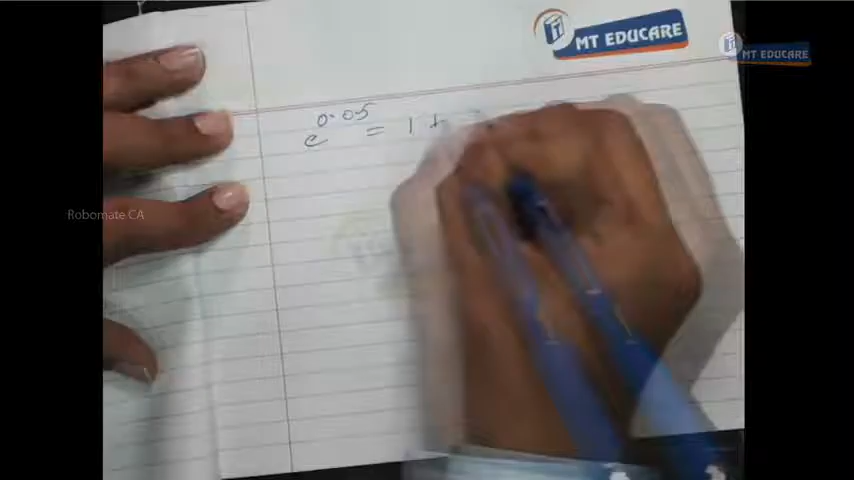 MT EDUCARE
MT EDUCARE
e^0.05 = 1 +
Robomate CA